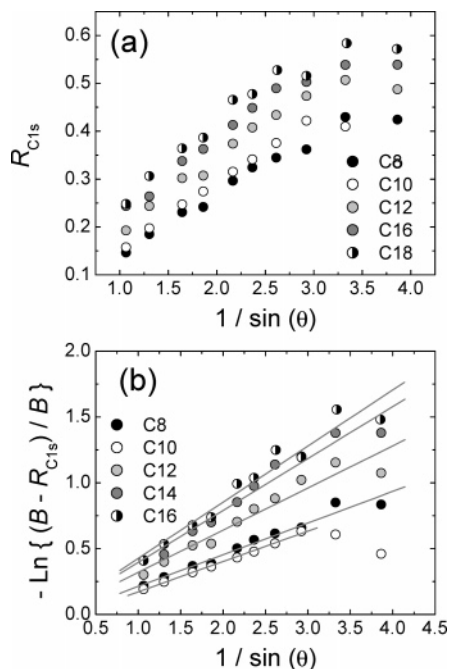 (a)
R_C1s
0.6
0.5
0.4
0.3
0.2
0.1
C8
C10
C12
C16
C18
1.0 1.5 2.0 2.5 3.0 3.5 4.0
1 / sin (θ)
(b)
- Ln { (B - R_C1s) / B }
2.0
1.5
1.0
0.5
0.0
C8
C10
C12
C14
C16
0.5 1.0 1.5 2.0 2.5 3.0 3.5 4.0 4.5
1 / sin (θ)